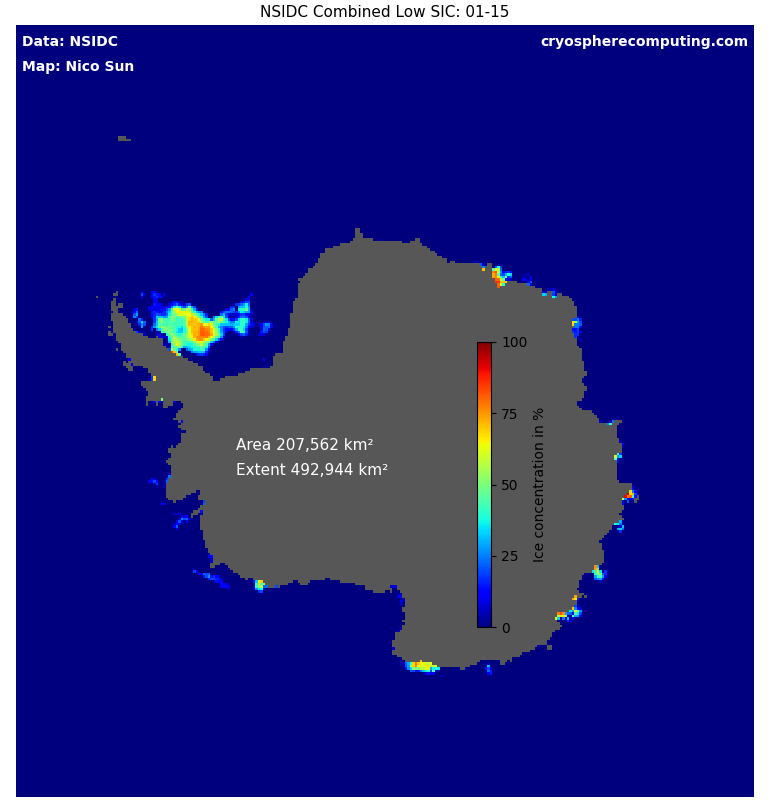 NSIDC Combined Low SIC: 01-15
Data: NSIDC
cryospherecomputing.com
Map: Nico Sun
100
75
50
25
0
Ice concentration in %
Area 207,562 km²
Extent 492,944 km²